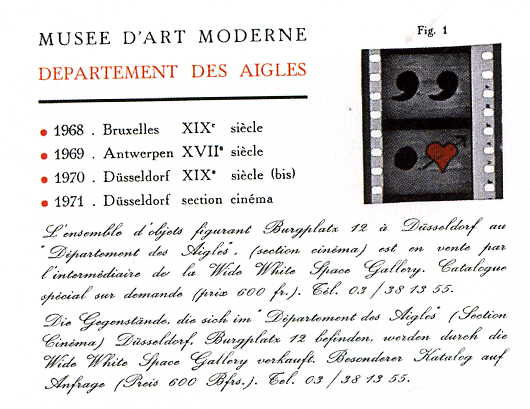 MUSEE D'ART MODERNE
DEPARTEMENT DES AIGLES
Fig. 1
• 1968 . Bruxelles XIXe siècle
• 1969 . Antwerpen XVIIe siècle
• 1970 . Düsseldorf XIXe siècle (bis)
• 1971 . Düsseldorf section cinéma
L'ensemble d'objets figurant Burgplatz 12 à Düsseldorf au
"Département des Aigles", (section cinéma) est en vente par
l'intermédiaire de la Wide White Space Gallery. Catalogue
spécial sur demande (prix 600 fr.). Tél. 03/38 13 55.
Die Gegenstände, die sich im "Département des Aigles" (Section
Cinéma) Düsseldorf, Burgplatz 12 befinden, werden durch die
Wide White Space Gallery verkauft. Besonderer Katalog auf
Anfrage (Preis 600 Bfrs.). Tel. 03/38 13 55.